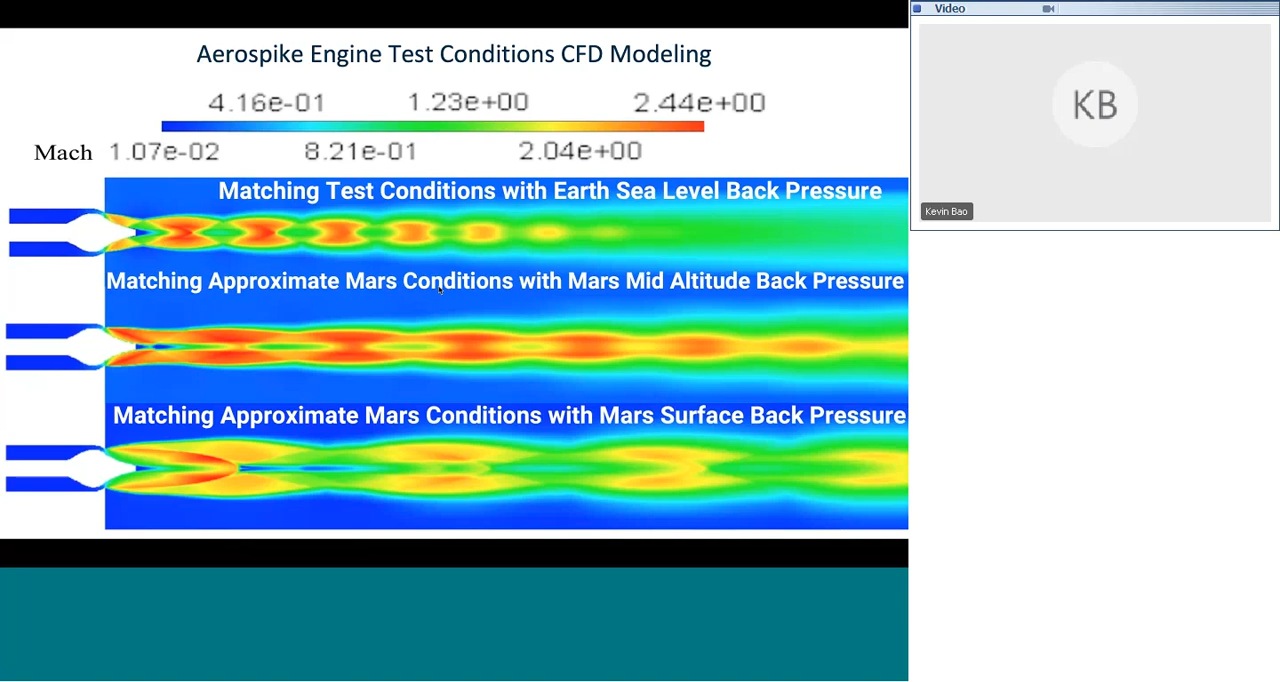 Video
Aerospike Engine Test Conditions CFD Modeling
4.16e-01 1.23e+00 2.44e+00
Mach 1.07e-02 8.21e-01 2.04e+00
Matching Test Conditions with Earth Sea Level Back Pressure
Matching Approximate Mars Conditions with Mars Mid Altitude Back Pressure
Matching Approximate Mars Conditions with Mars Surface Back Pressure
KB
Kevin Bao